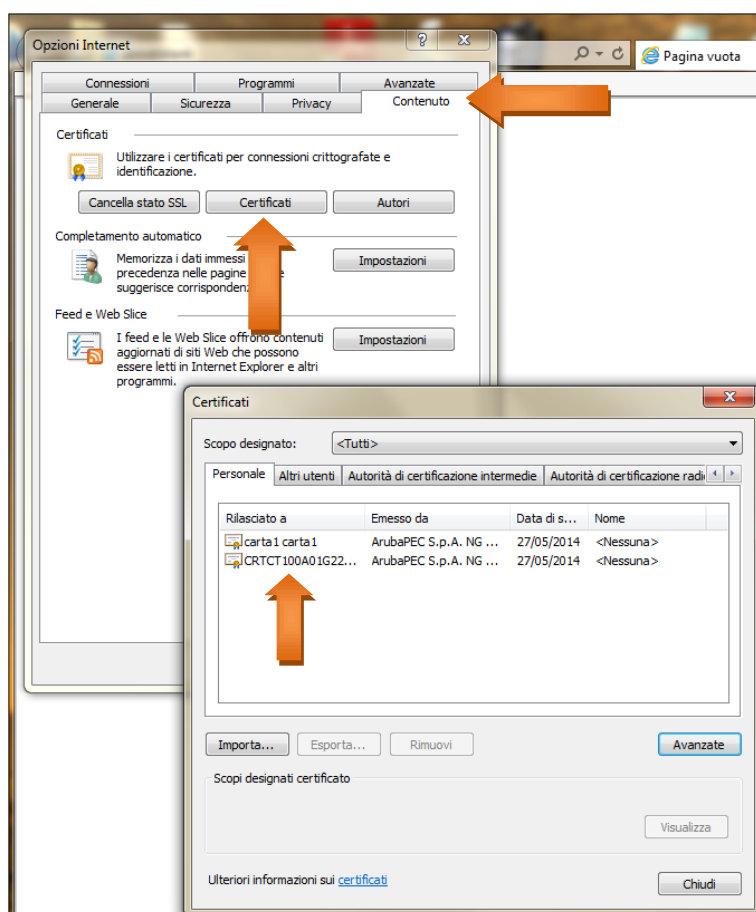 Opzioni Internet
Pagina vuota
Connessioni Programmi Avanzate
Generale Sicurezza Privacy Contenuto
Certificati
Utilizzare i certificati per connessioni crittografate e
identificazione.
Cancella stato SSL Certificati Autori
Completamento automatico
Memorizza i dati immessi
precedenza nelle pagine
suggerisce
Impostazioni
Feed e Web Slice
I feed e le Web Slice offrono contenuti
aggiornati di siti Web che possono
essere letti in Internet Explorer e altri
programmi.
Impostazioni
Certificati
Scopo designato: <Tutti>
Personale Altri utenti Autorità di certificazione intermedie Autorità di certificazione radi
Rilasciato a Emesso da Data di s... Nome
carta1 carta1 ArubaPEC S.p.A. NG ... 27/05/2014 <Nessuna>
CRTCT100A01G22... ArubaPEC S.p.A. NG ... 27/05/2014 <Nessuna>
Importa... Esporta... Rimuovi Avanzate
Scopi designati certificato
Visualizza
Ulteriori informazioni sui certificati
Chiudi